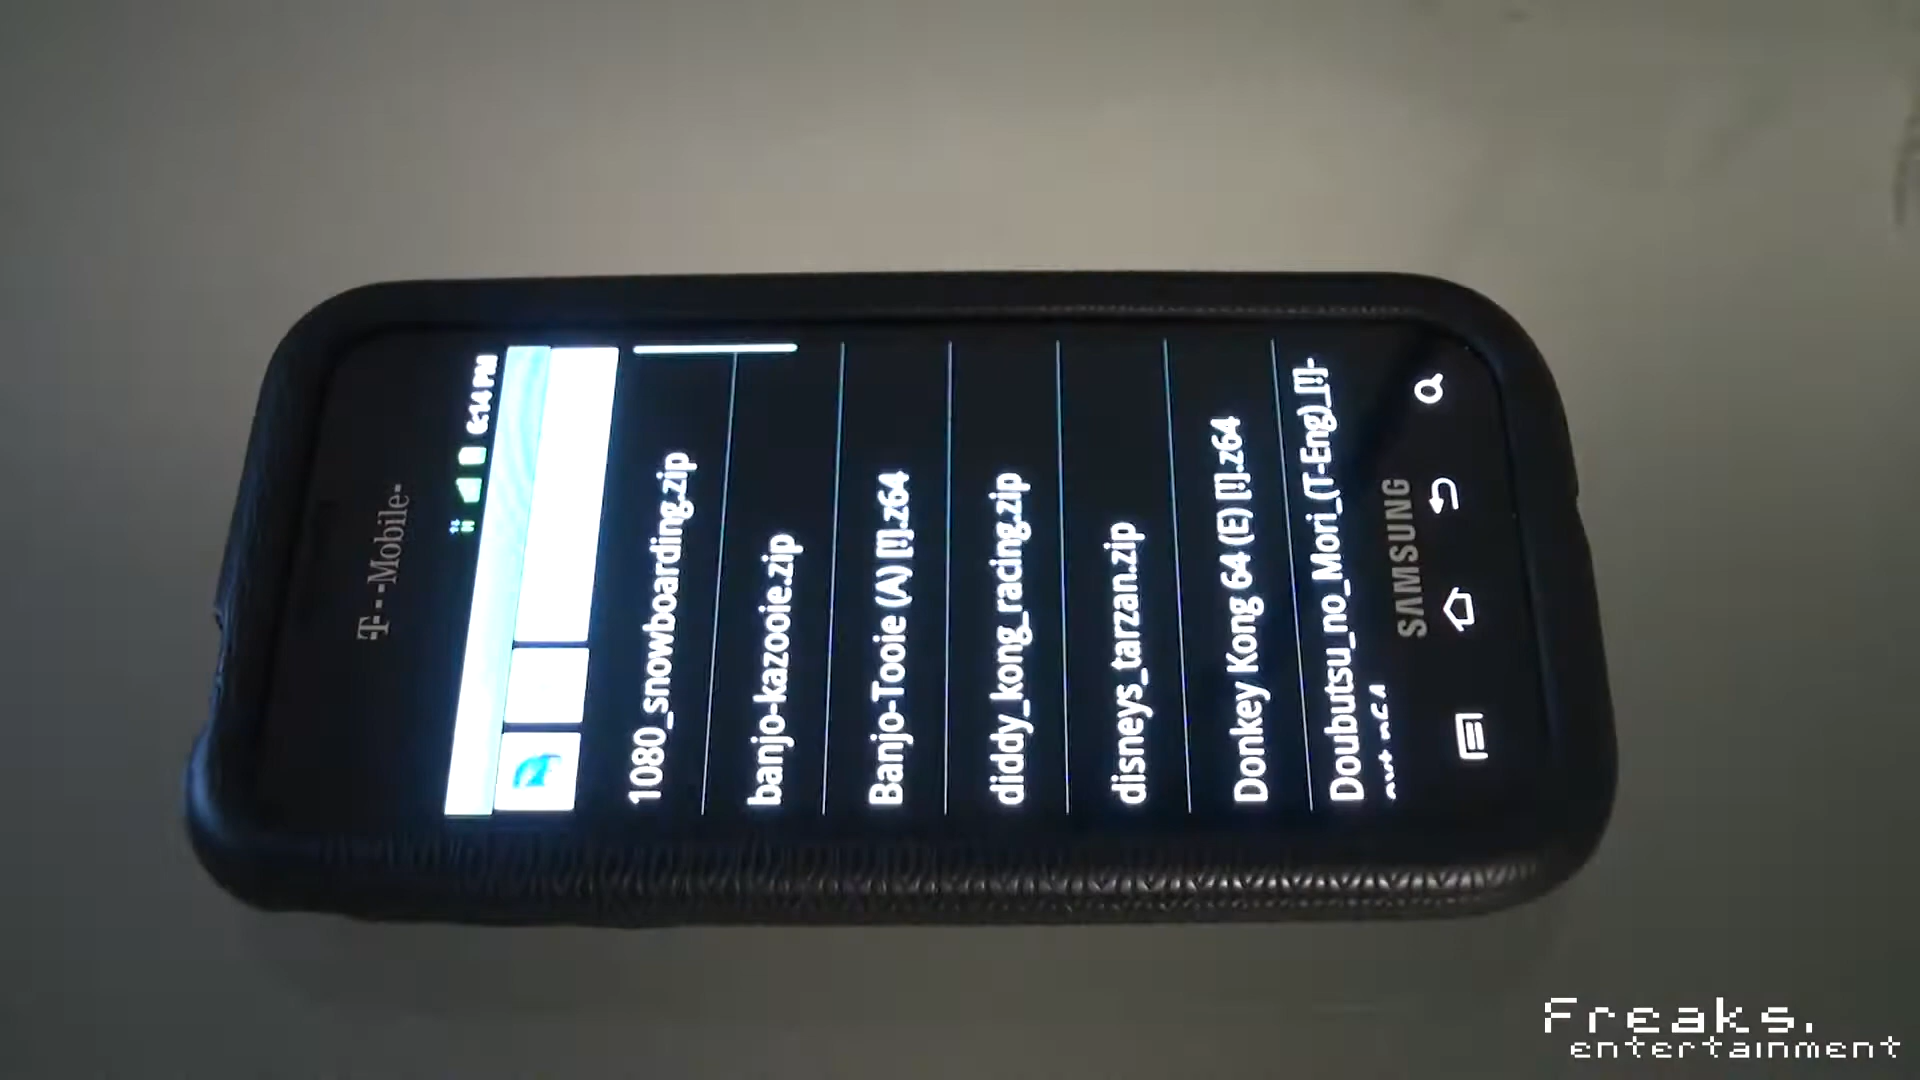 T - - Mobile-
6:14 PM
1080_snowboarding.zip
banjo-kazooie.zip
Banjo-Tooie (A) [!].z64
diddy_kong_racing.zip
disneys_tarzan.zip
Donkey Kong 64 (E) [!].z64
Doubutsu_no_Mori_(T-Eng)_[!]-
SAMSUNG
Freaks.
entertainment